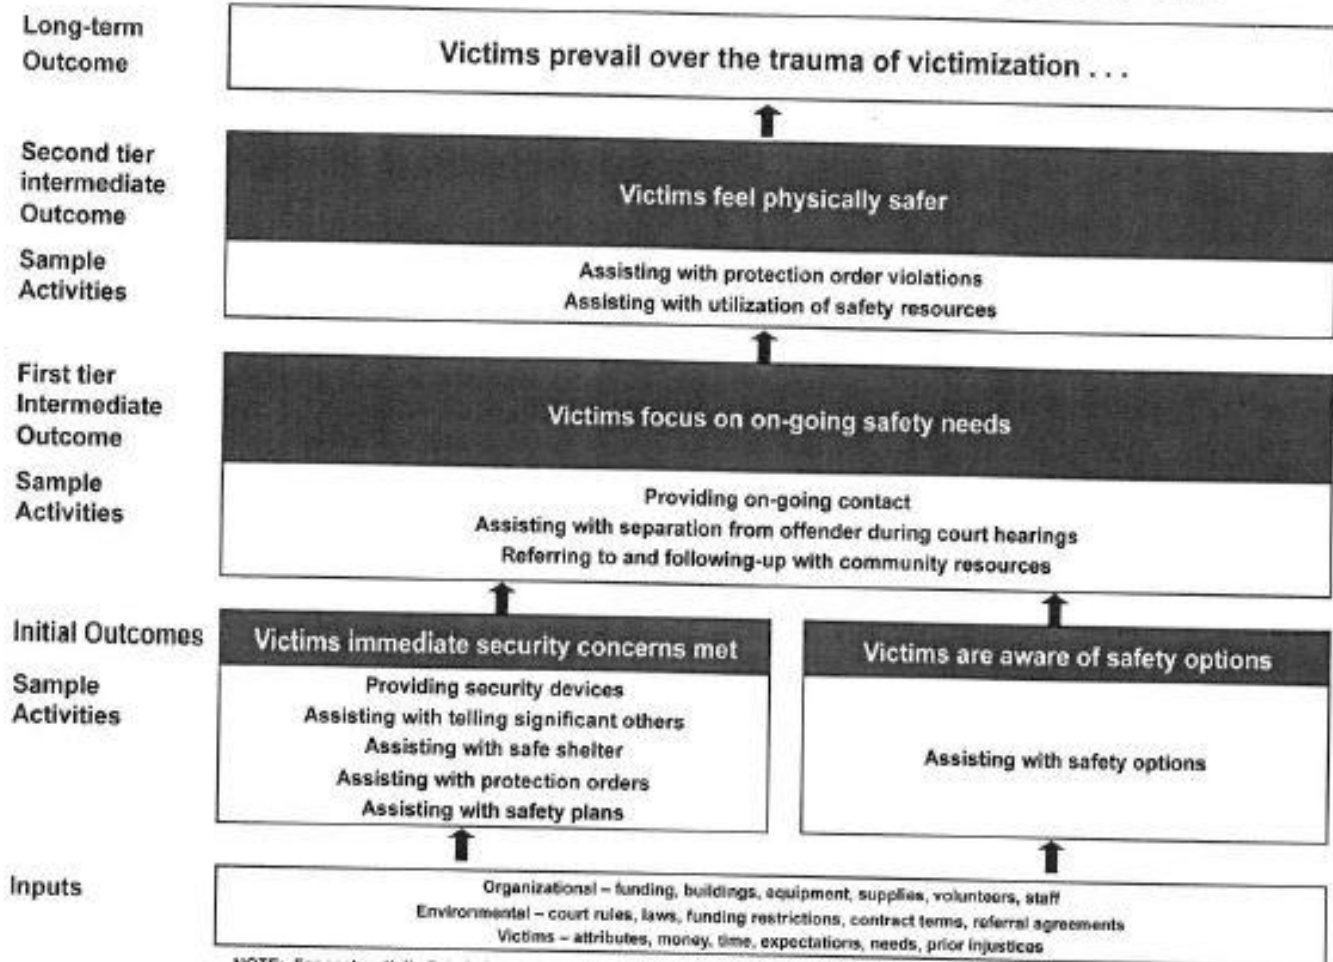 Long-term
Outcome
Victims prevail over the trauma of victimization . . .
Second tier
intermediate
Outcome
Victims feel physically safer
Sample
Activities
Assisting with protection order violations
Assisting with utilization of safety resources
First tier
Intermediate
Outcome
Victims focus on on-going safety needs
Sample
Activities
Providing on-going contact
Assisting with separation from offender during court hearings
Referring to and following-up with community resources
Initial Outcomes
Victims immediate security concerns met
Victims are aware of safety options
Sample
Activities
Providing security devices
Assisting with telling significant others
Assisting with safe shelter
Assisting with protection orders
Assisting with safety plans
Assisting with safety options
Inputs
Organizational – funding, buildings, equipment, supplies, volunteers, staff
Environmental – court rules, laws, funding restrictions, contract terms, referral agreements
Victims – attributes, money, time, expectations, needs, prior injustices
NOTE: